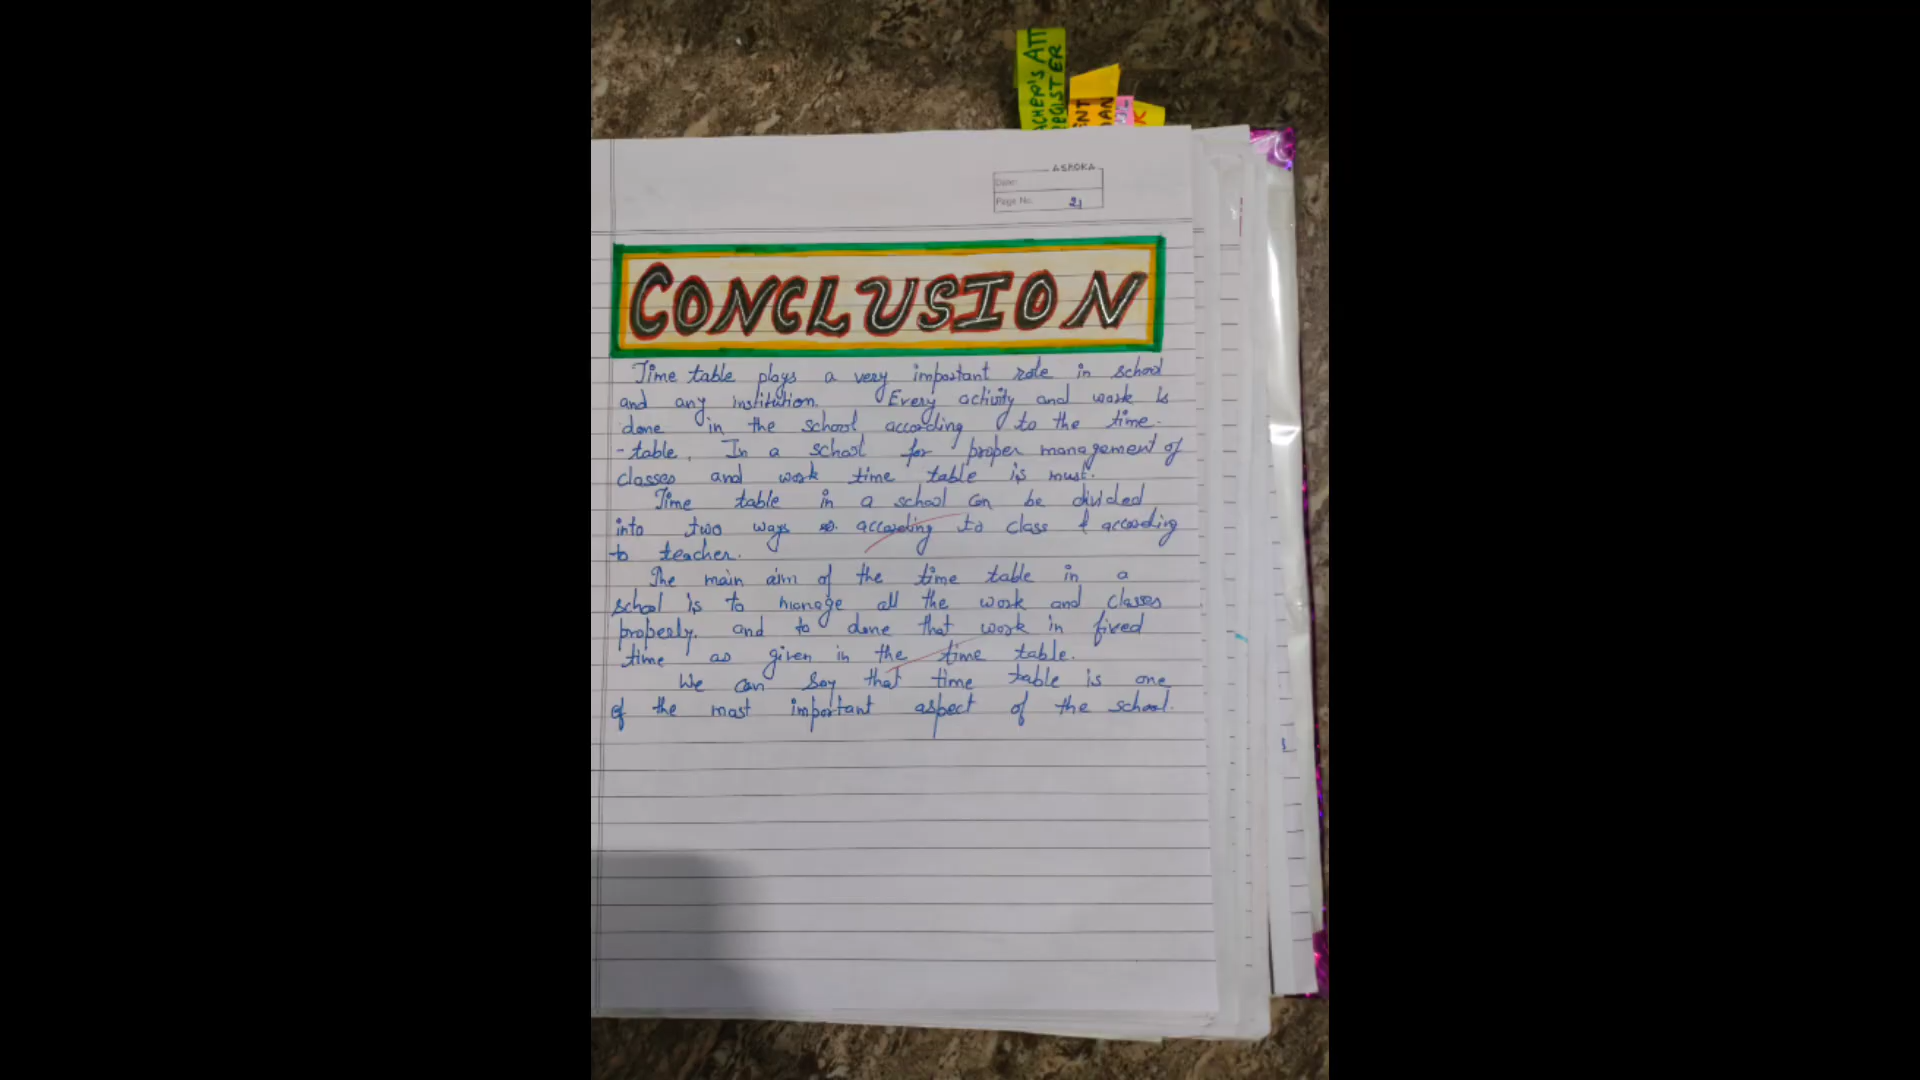 ACHER'S ATT
REGISTER
ENT
DAN
K
ASHOKA
Date:
Page No. 21
CONCLUSION
Time table plays a very important role in school
and any institution. Every activity and work is
done in the school according to the time.
-table. In a school for proper management of
classes and work time table is must.
Time table in a school can be divided
into two ways according to class & according
to teacher.
The main aim of the time table in a
school is to manage all the work and classes
properly. and to done that work in fixed
time as given in the time table.
We can say that time table is one
of the most important aspect of the school.